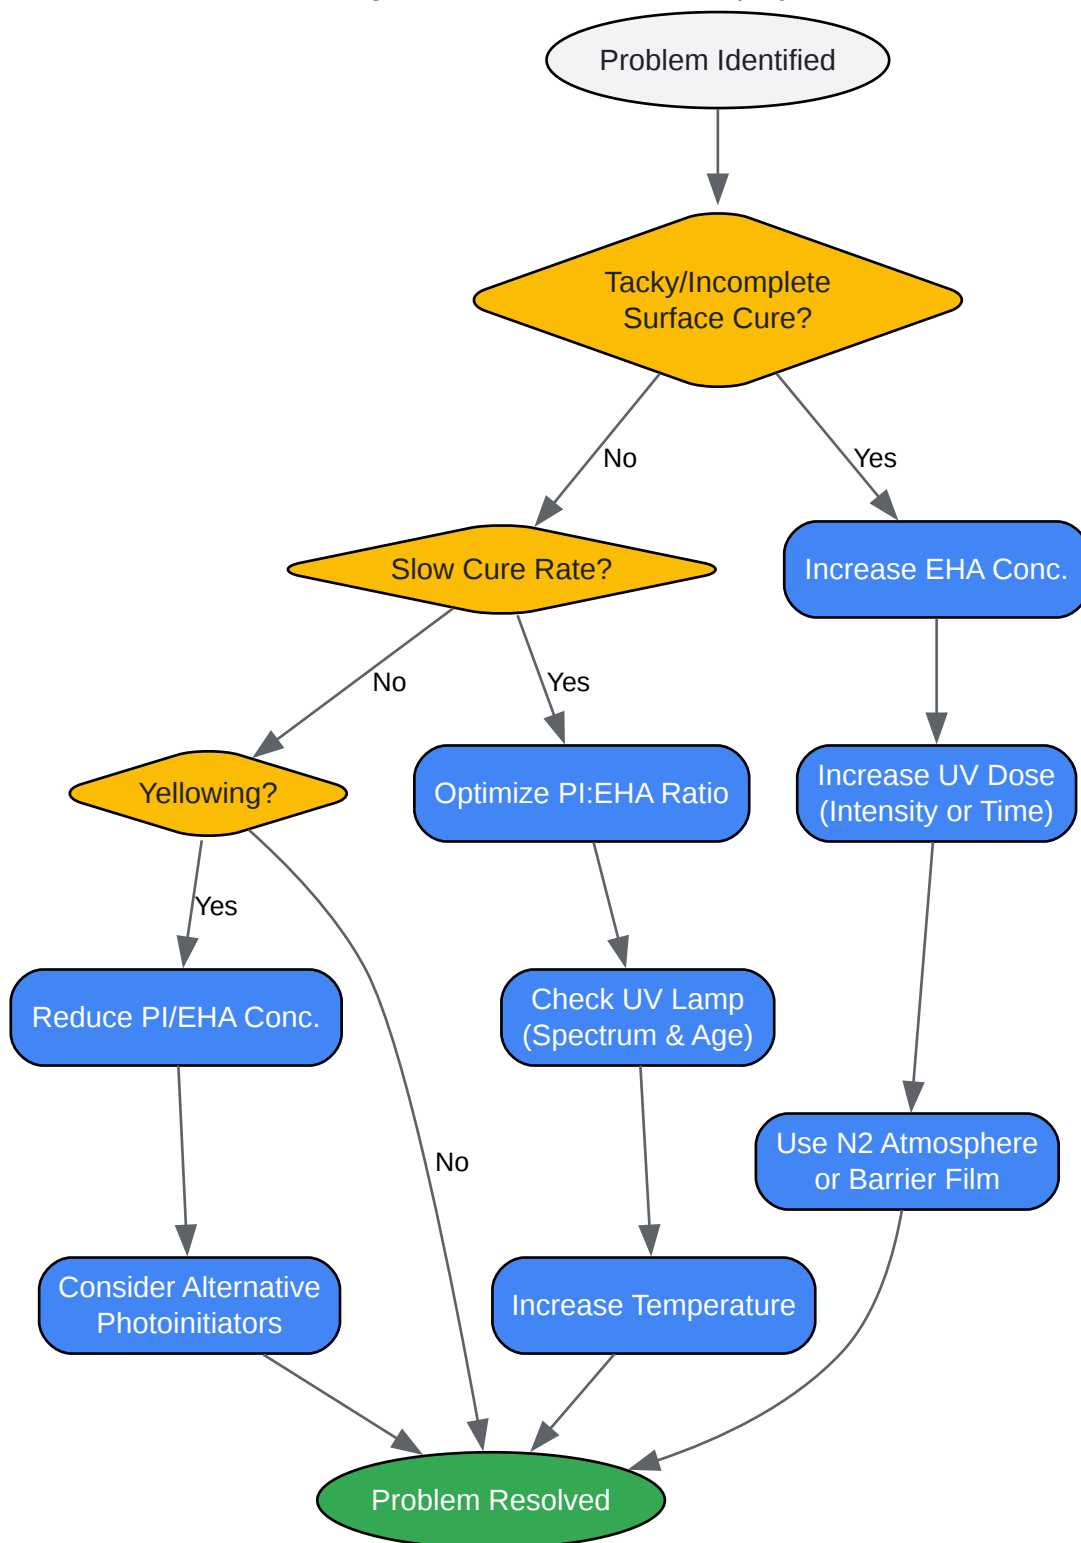 Problem Identified
Tacky/Incomplete
Surface Cure?
No
Yes
Slow Cure Rate?
Increase EHA Conc.
No
Yes
Yellowing?
Optimize PI:EHA Ratio
Increase UV Dose
(Intensity or Time)
Yes
Reduce PI/EHA Conc.
Check UV Lamp
(Spectrum & Age)
No
Use N2 Atmosphere
or Barrier Film
Consider Alternative
Photoinitiators
Increase Temperature
Problem Resolved